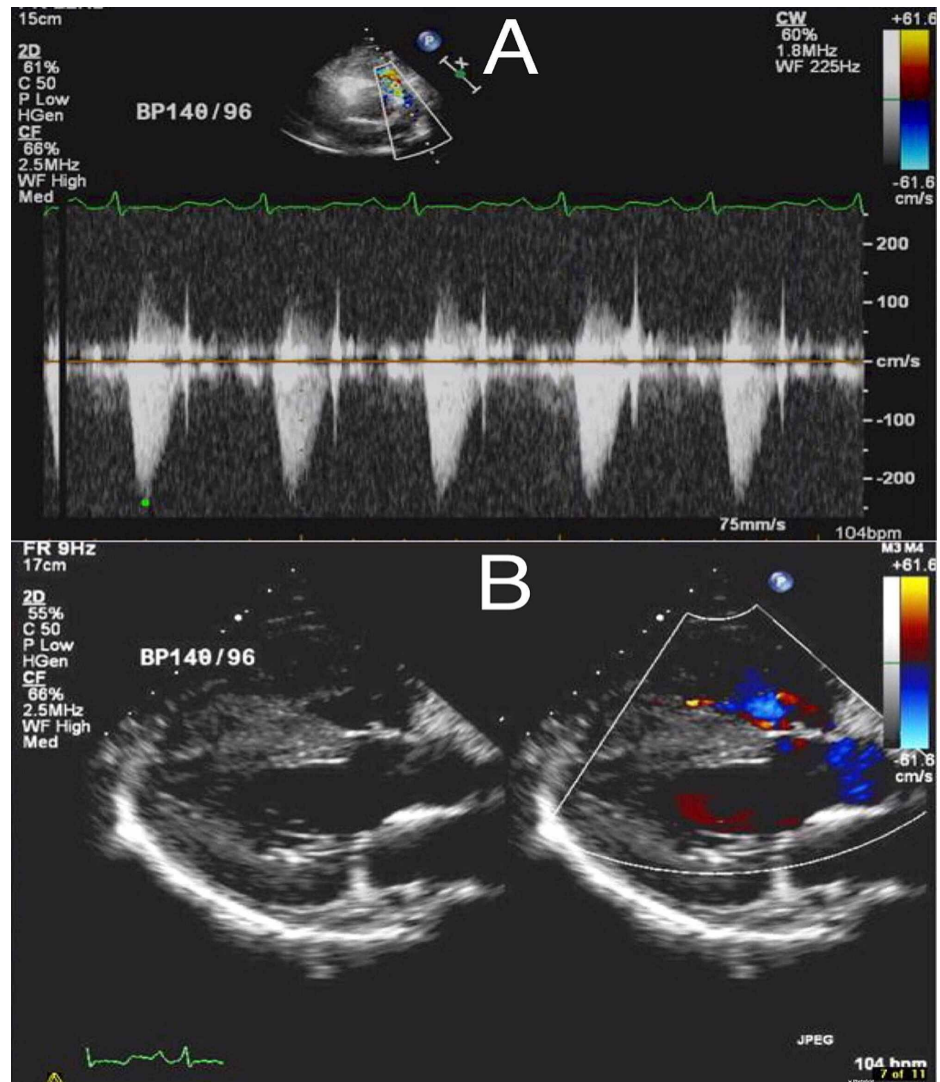 15cm
2D
61%
C 50
P Low
HGen
CF
66%
2.5MHz
WF High
Med
BP140/96
P
A
CW
60%
1.8MHz
WF 225Hz
+61.6
-61.6
cm/s
200
100
cm/s
-100
-200
75mm/s
104bpm
FR 9Hz
17cm
2D
55%
C 50
P Low
HGen
CF
66%
2.5MHz
WF High
Med
BP140/96
B
P
M3 M4
+61.6
-61.6
cm/s
JPEG
104 bpm
7 of 11